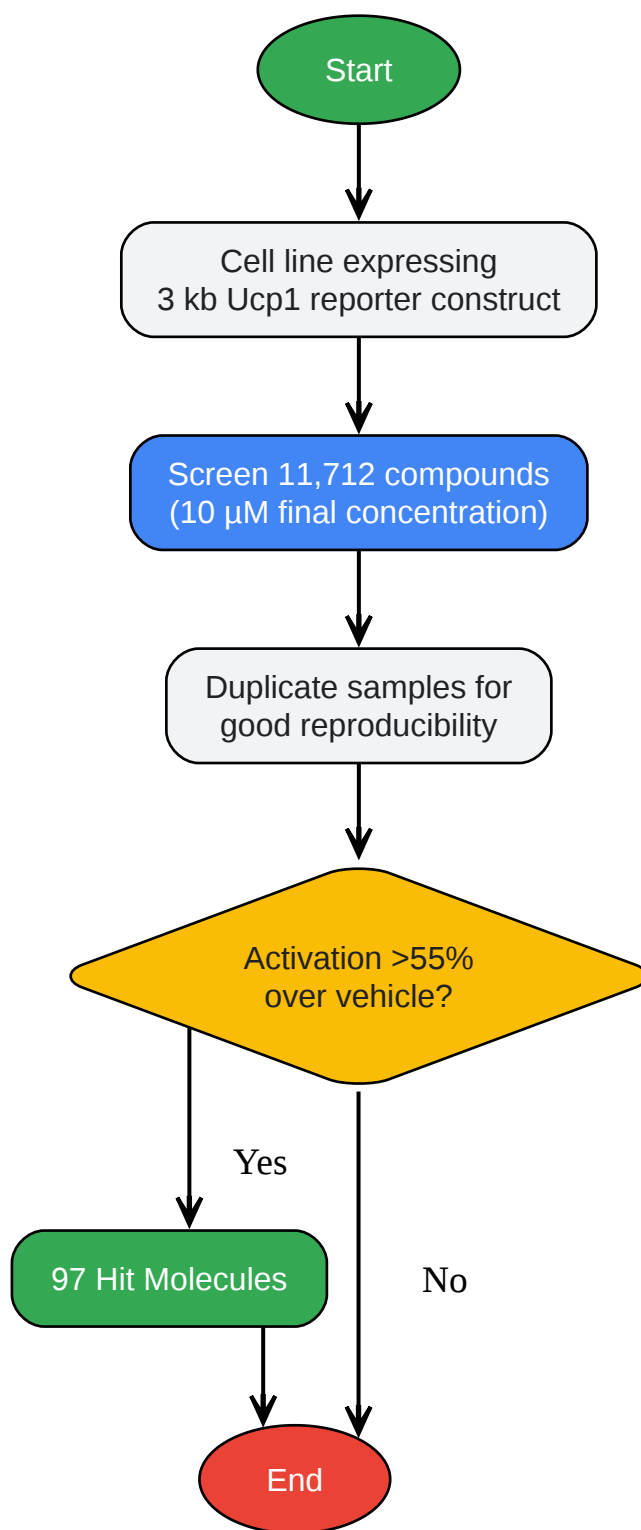 Start
Cell line expressing
3 kb Ucp1 reporter construct
Screen 11,712 compounds
(10 µM final concentration)
Duplicate samples for
good reproducibility
Activation >55%
over vehicle?
Yes
97 Hit Molecules
No
End